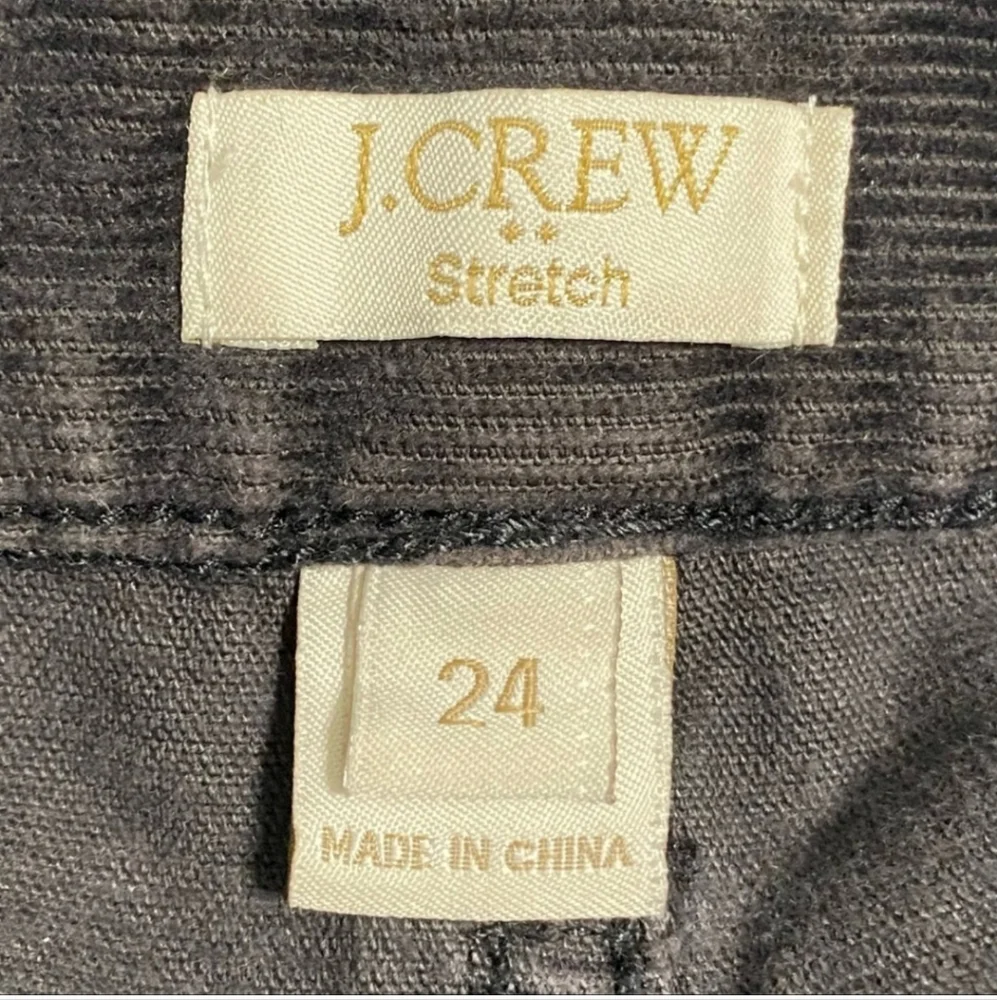 J.CREW
Stretch
24
MADE IN CHINA